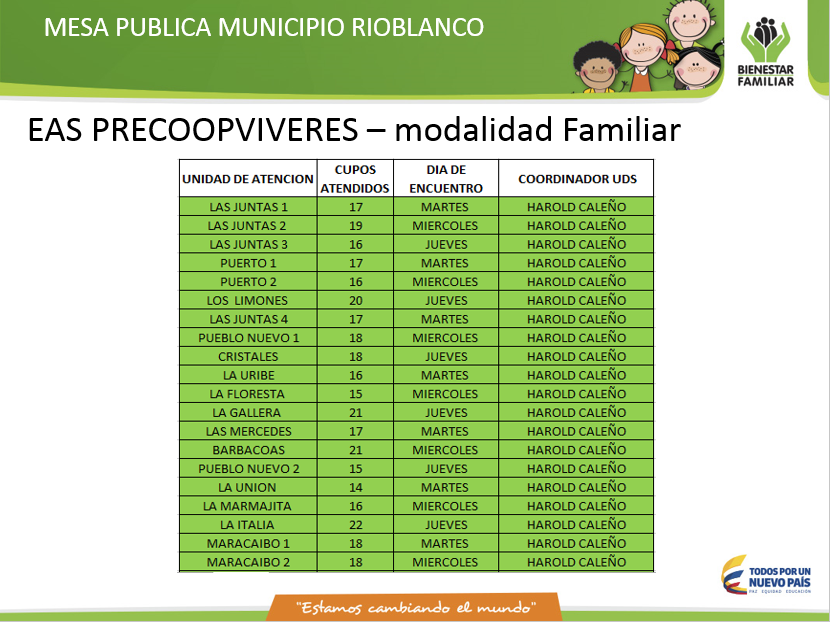 MESA PUBLICA MUNICIPIO RIOBLANCO
BIENESTAR
FAMILIAR
EAS PRECOOPVIVERES – modalidad Familiar
UNIDAD DE ATENCION CUPOS ATENDIDOS DIA DE ENCUENTRO COORDINADOR UDS
LAS JUNTAS 1 17 MARTES HAROLD CALEÑO
LAS JUNTAS 2 19 MIERCOLES HAROLD CALEÑO
LAS JUNTAS 3 16 JUEVES HAROLD CALEÑO
PUERTO 1 17 MARTES HAROLD CALEÑO
PUERTO 2 16 MIERCOLES HAROLD CALEÑO
LOS LIMONES 20 JUEVES HAROLD CALEÑO
LAS JUNTAS 4 17 MARTES HAROLD CALEÑO
PUEBLO NUEVO 1 18 MIERCOLES HAROLD CALEÑO
CRISTALES 18 JUEVES HAROLD CALEÑO
LA URIBE 16 MARTES HAROLD CALEÑO
LA FLORESTA 15 MIERCOLES HAROLD CALEÑO
LA GALLERA 21 JUEVES HAROLD CALEÑO
LAS MERCEDES 17 MARTES HAROLD CALEÑO
BARBACOAS 21 MIERCOLES HAROLD CALEÑO
PUEBLO NUEVO 2 15 JUEVES HAROLD CALEÑO
LA UNION 14 MARTES HAROLD CALEÑO
LA MARMAJITA 16 MIERCOLES HAROLD CALEÑO
LA ITALIA 22 JUEVES HAROLD CALEÑO
MARACAIBO 1 18 MARTES HAROLD CALEÑO
MARACAIBO 2 18 MIERCOLES HAROLD CALEÑO
TODOS POR UN
NUEVO PAÍS
PAZ EQUIDAD EDUCACIÓN
"Estamos cambiando el mundo"